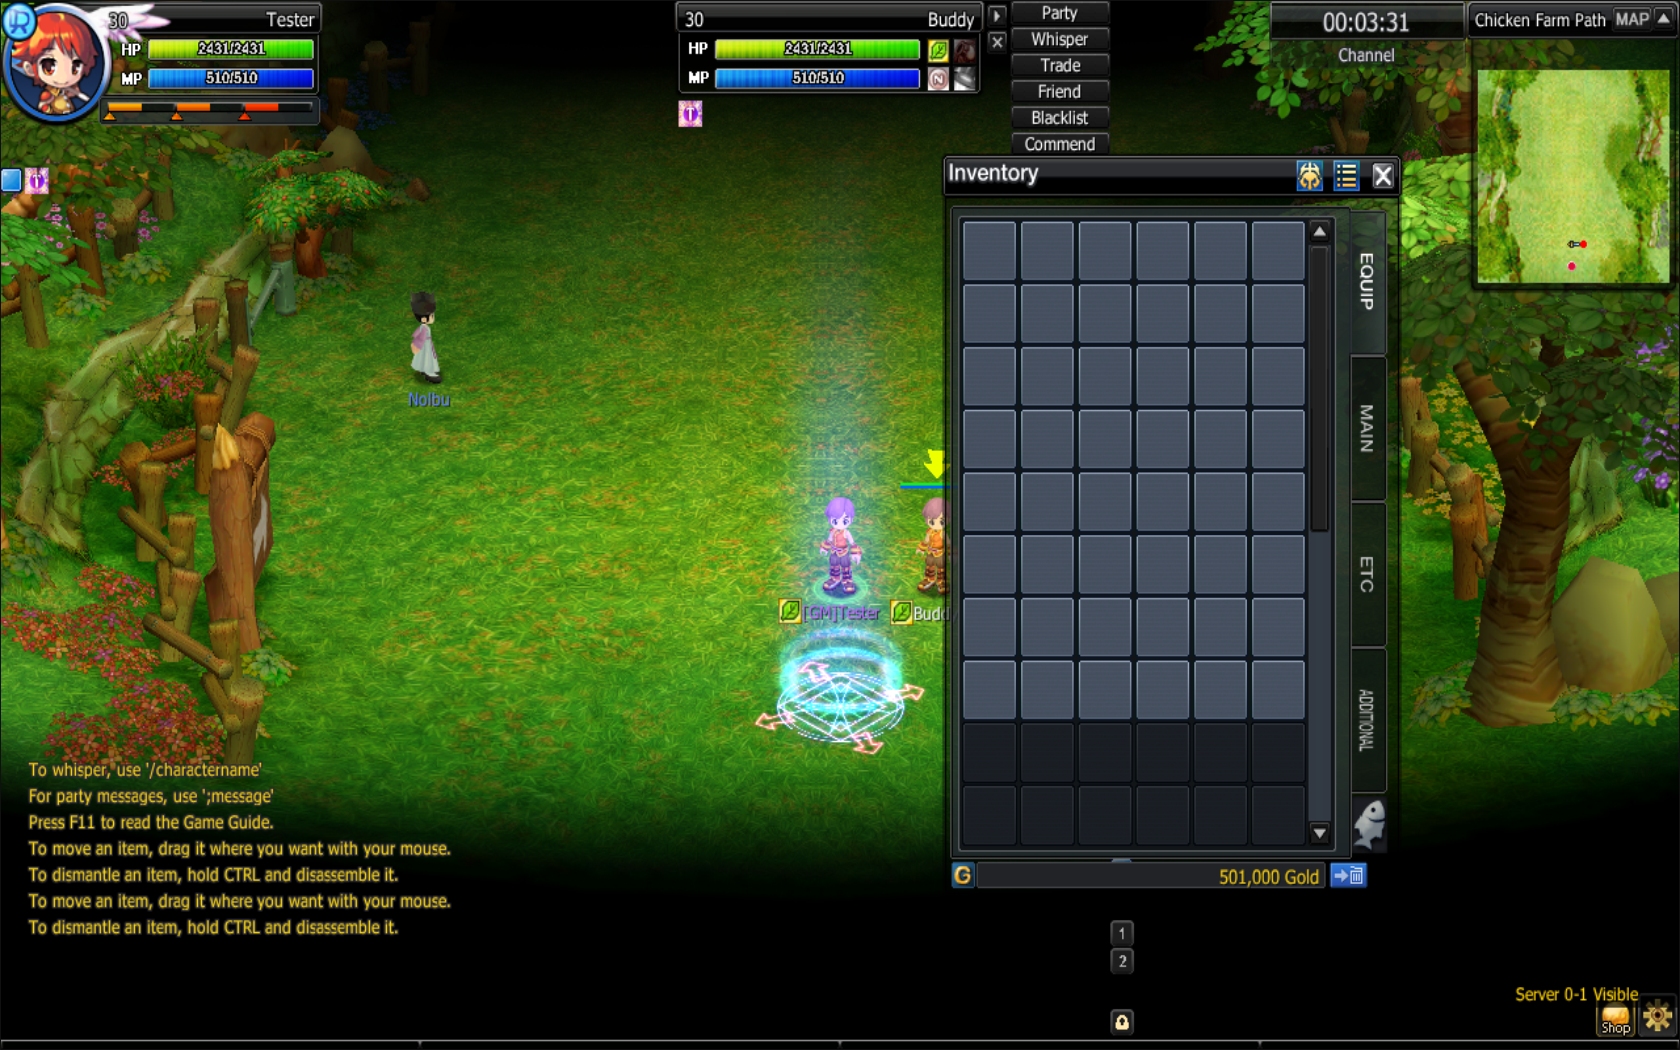 30 Tester
HP 2431/2431
MP 510/510
30 Buddy
HP 2431/2431
MP 510/510
N
T
T
Party
Whisper
Trade
Friend
Blacklist
Commend
00:03:31
Channel
Chicken Farm Path MAP
Inventory
EQUIP
MAIN
ETC
ADDITIONAL
Nolbu
[GM]Tester
Budd
To whisper, use '/charactername'
For party messages, use ';message'
Press F11 to read the Game Guide.
To move an item, drag it where you want with your mouse.
To dismantle an item, hold CTRL and disassemble it.
To move an item, drag it where you want with your mouse.
To dismantle an item, hold CTRL and disassemble it.
G 501,000 Gold
1
2
Server 0-1 Visible
Shop